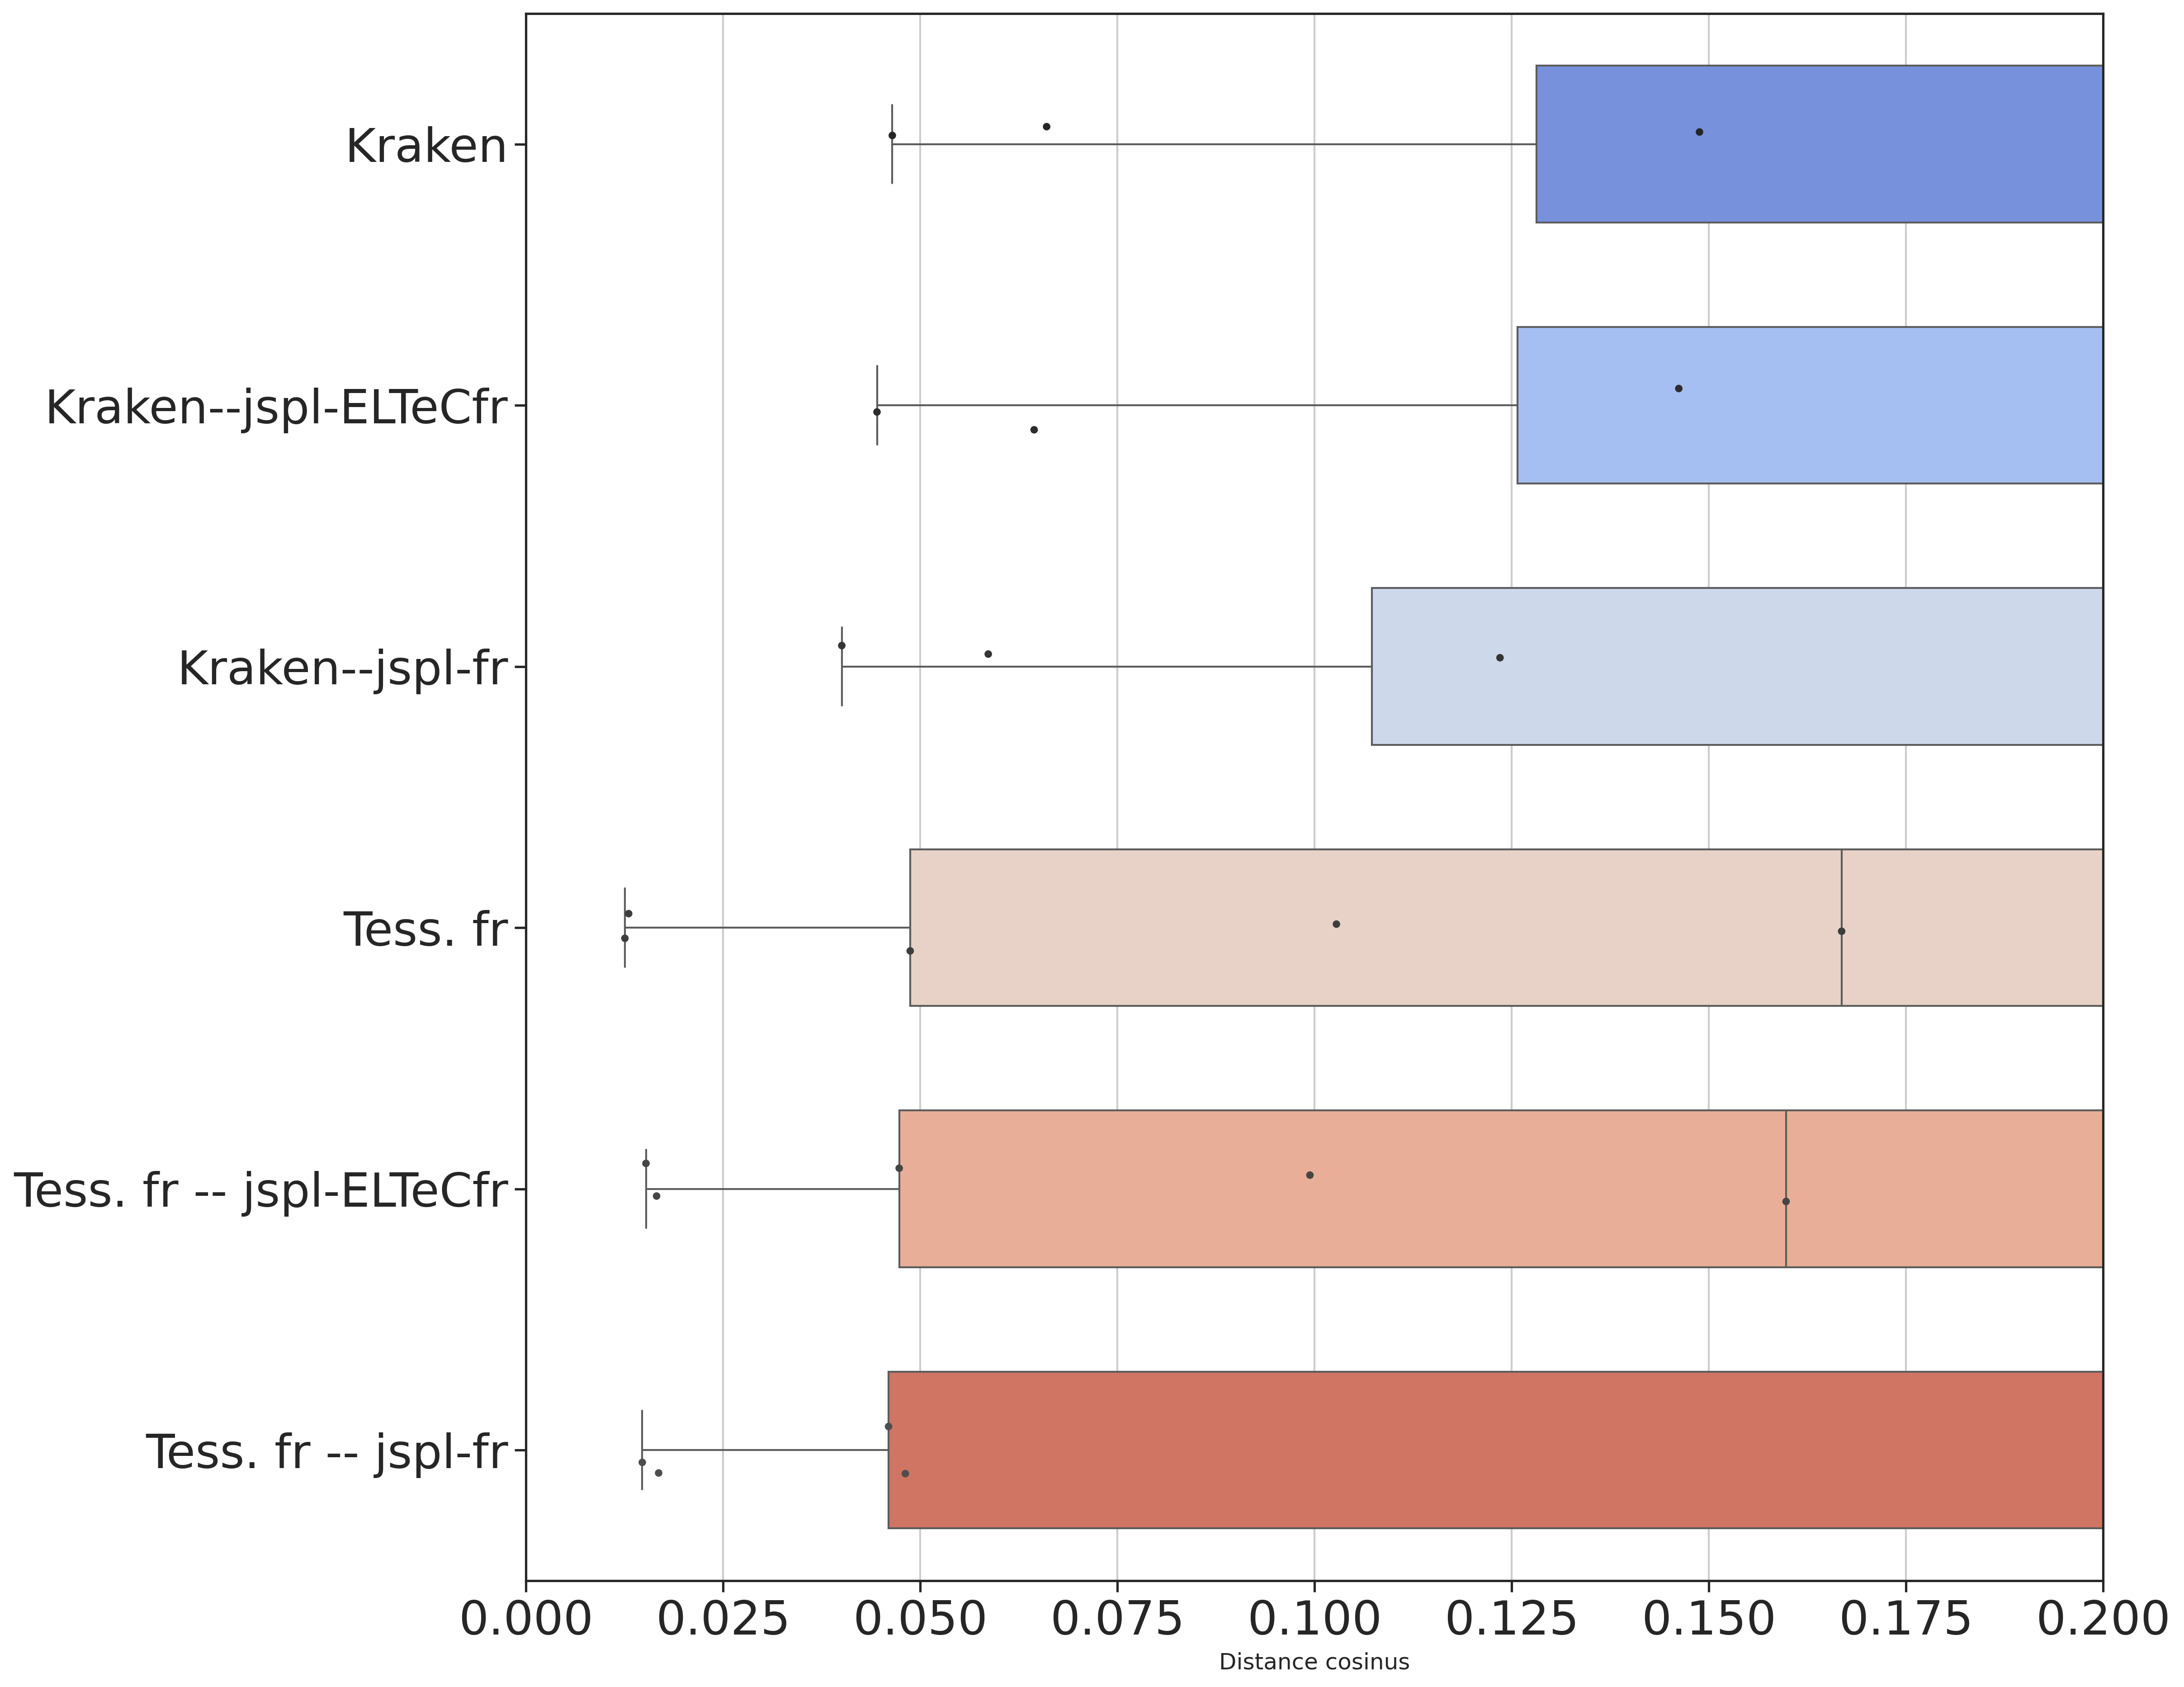 Kraken
Kraken--jspl-ELTeCfr
Kraken--jspl-fr
Tess. fr
Tess. fr -- jspl-ELTeCfr
Tess. fr -- jspl-fr
0.000 0.025 0.050 0.075 0.100 0.125 0.150 0.175 0.200
Distance cosinus